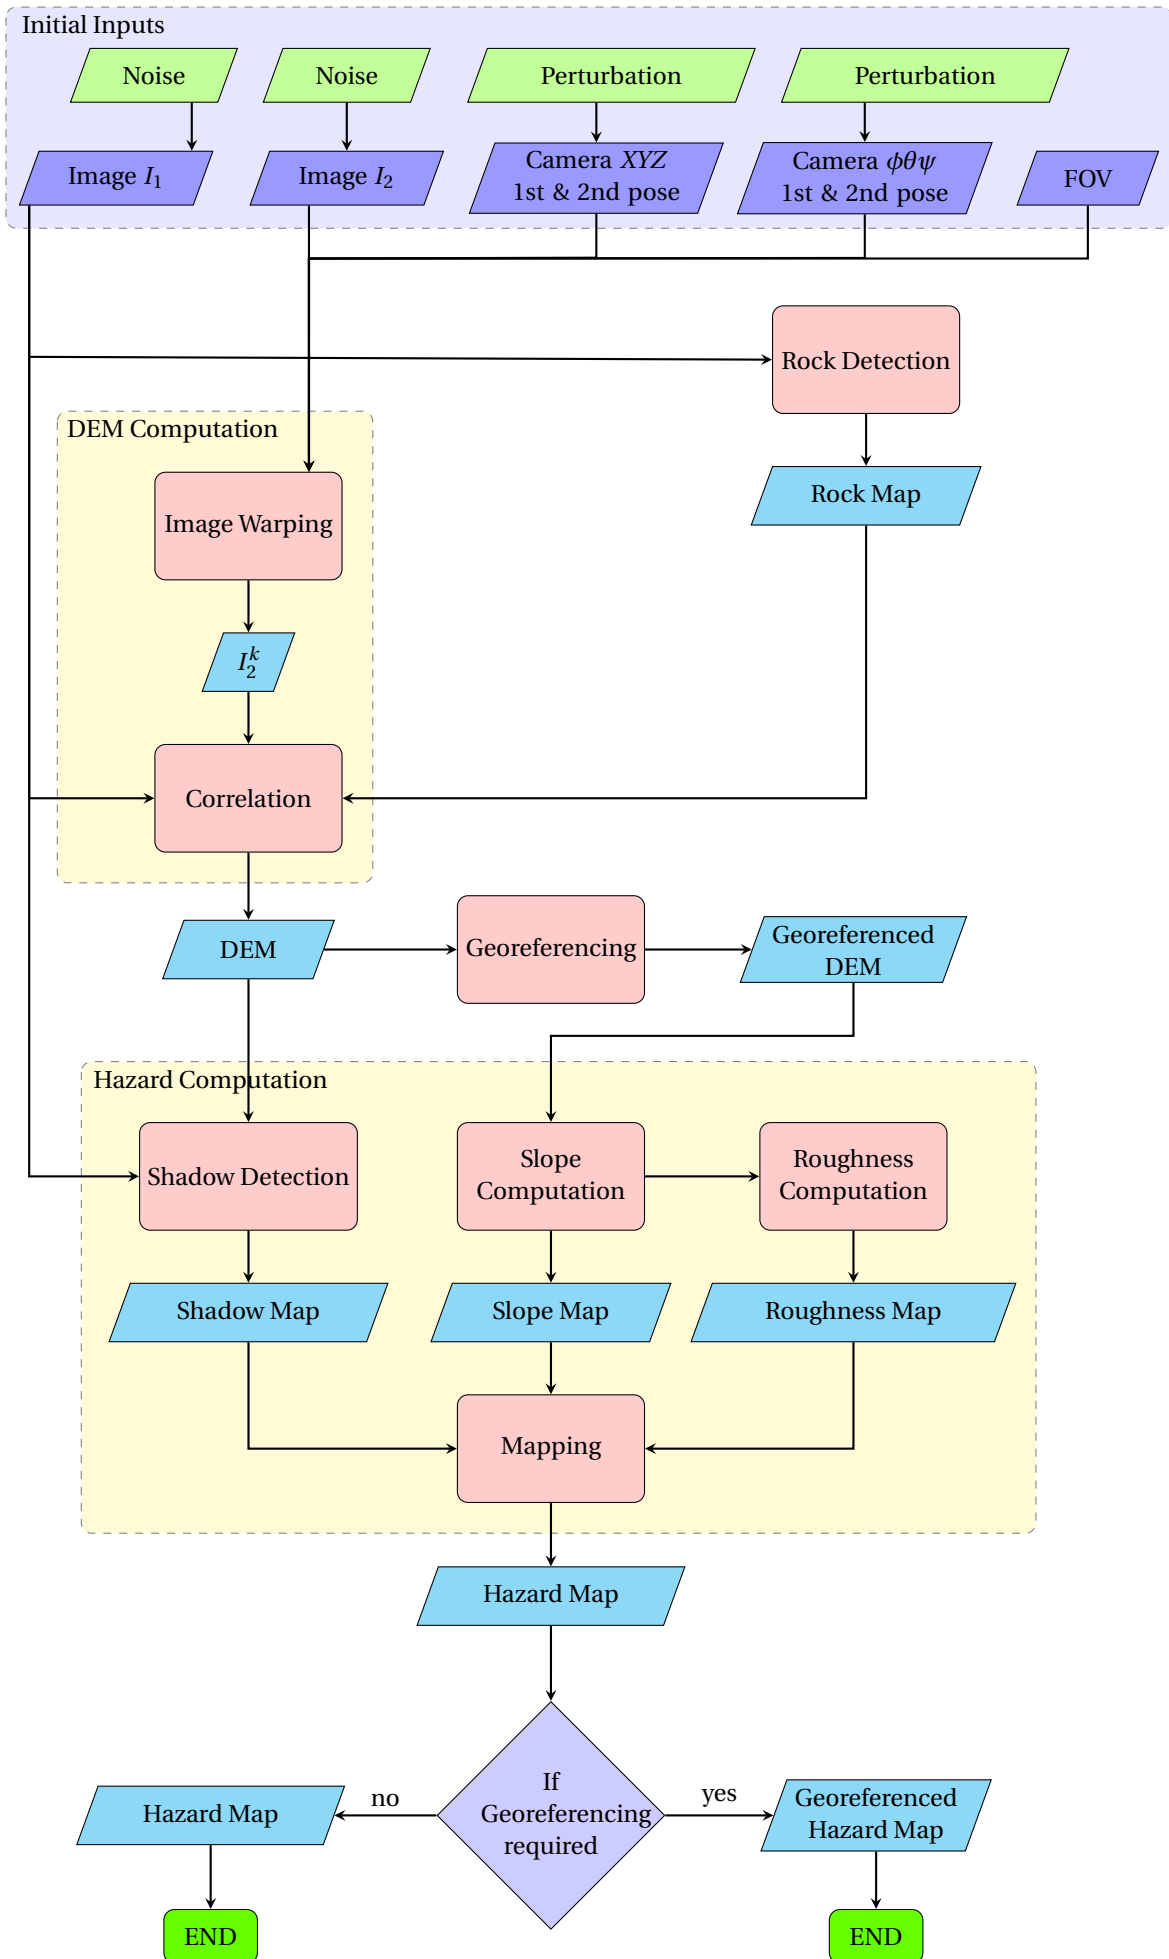 Initial Inputs
Noise
Noise
Perturbation
Perturbation
Image I₁
Image I₂
Camera XYZ
1st & 2nd pose
Camera ϕθψ
1st & 2nd pose
FOV
Rock Detection
DEM Computation
Rock Map
Image Warping
I₂ᵏ
Correlation
DEM
Georeferencing
Georeferenced
DEM
Hazard Computation
Shadow Detection
Slope
Computation
Roughness
Computation
Shadow Map
Slope Map
Roughness Map
Mapping
Hazard Map
If
Georeferencing
required
no
yes
Hazard Map
Georeferenced
Hazard Map
END
END